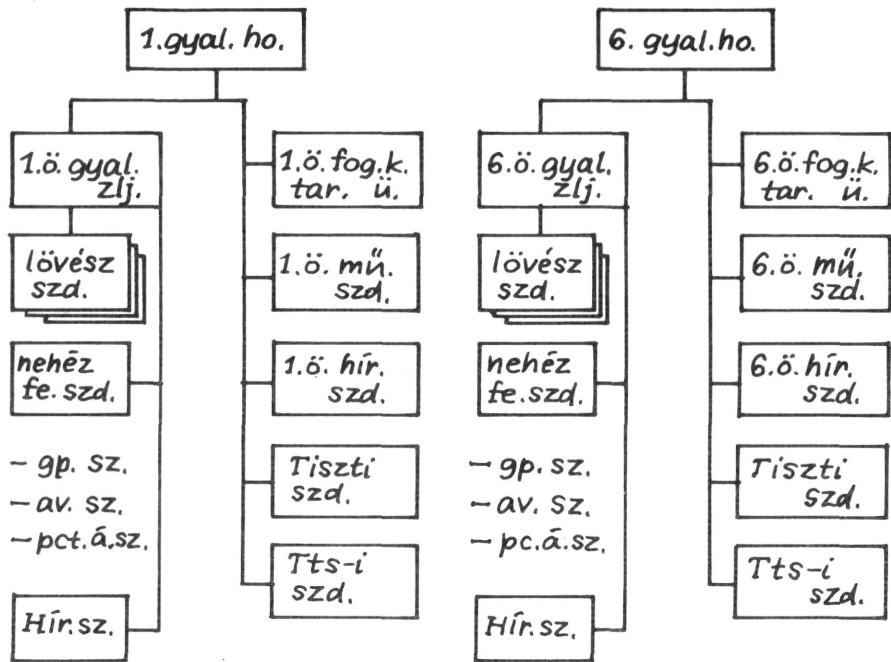 1.gyal. ho.
1.ö. gyal.
zlj.
lövész
szd.
nehéz
fe. szd.
– gp. sz.
– av. sz.
– pct.á.sz.
Hír. sz.
1.ö. fog.k.
tar. ü.
1.ö. mű.
szd.
1.ö. hír.
szd.
Tiszti
szd.
Tts-i
szd.
6. gyal.ho.
6.ö. gyal.
zlj.
lövész
szd.
nehéz
fe. szd.
– gp. sz.
– av. sz.
– pc.á.sz.
Hír. sz.
6.ö. fog.k.
tar. ü.
6.ö. mű.
szd.
6.ö. hír.
szd.
Tiszti
szd.
Tts-i
szd.